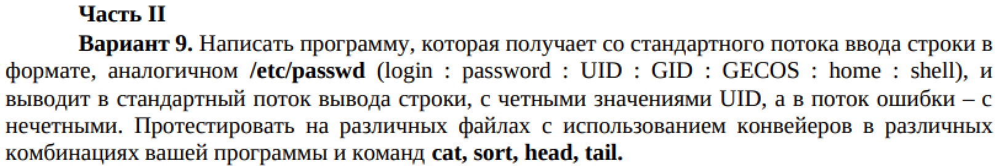 Часть II
Вариант 9. Написать программу, которая получает со стандартного потока ввода строки в
формате, аналогичном /etc/passwd (login : password : UID : GID : GECOS : home : shell), и
выводит в стандартный поток вывода строки, с четными значениями UID, а в поток ошибки – с
нечетными. Протестировать на различных файлах с использованием конвейеров в различных
комбинациях вашей программы и команд cat, sort, head, tail.